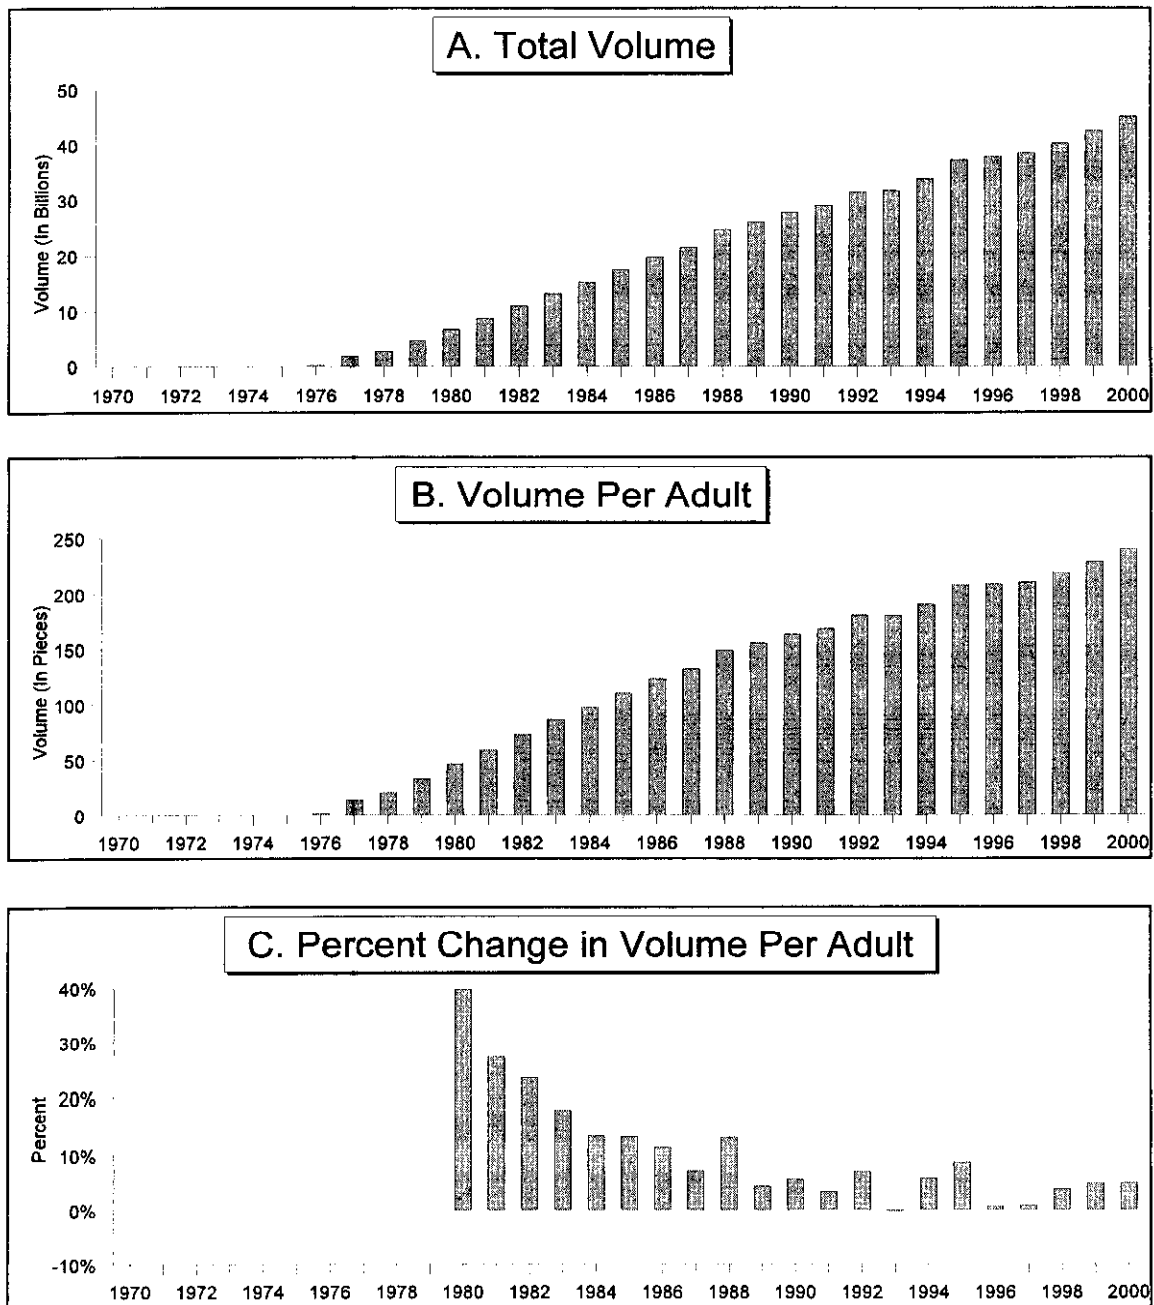 A. Total Volume
Volume (In Billions)
50
40
30
20
10
0
1970 1972 1974 1976 1978 1980 1982 1984 1986 1988 1990 1992 1994 1996 1998 2000
B. Volume Per Adult
Volume (In Pieces)
250
200
150
100
50
0
1970 1972 1974 1976 1978 1980 1982 1984 1986 1988 1990 1992 1994 1996 1998 2000
C. Percent Change in Volume Per Adult
Percent
40%
30%
20%
10%
0%
-10%
1970 1972 1974 1976 1978 1980 1982 1984 1986 1988 1990 1992 1994 1996 1998 2000